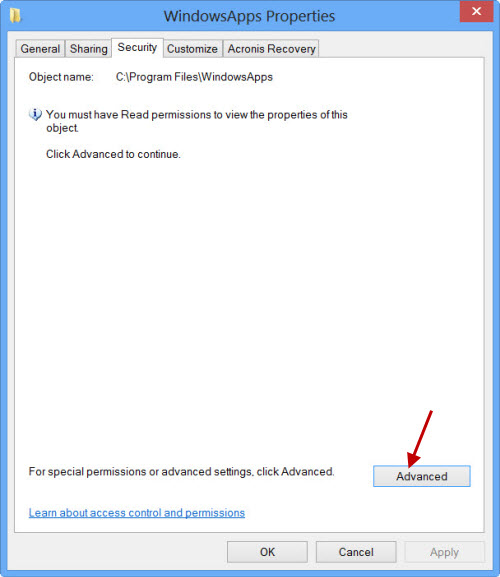 WindowsApps Properties
General Sharing Security Customize Acronis Recovery
Object name: C:\Program Files\WindowsApps
You must have Read permissions to view the properties of this
object.
Click Advanced to continue.
For special permissions or advanced settings, click Advanced.
Advanced
Learn about access control and permissions
OK Cancel Apply